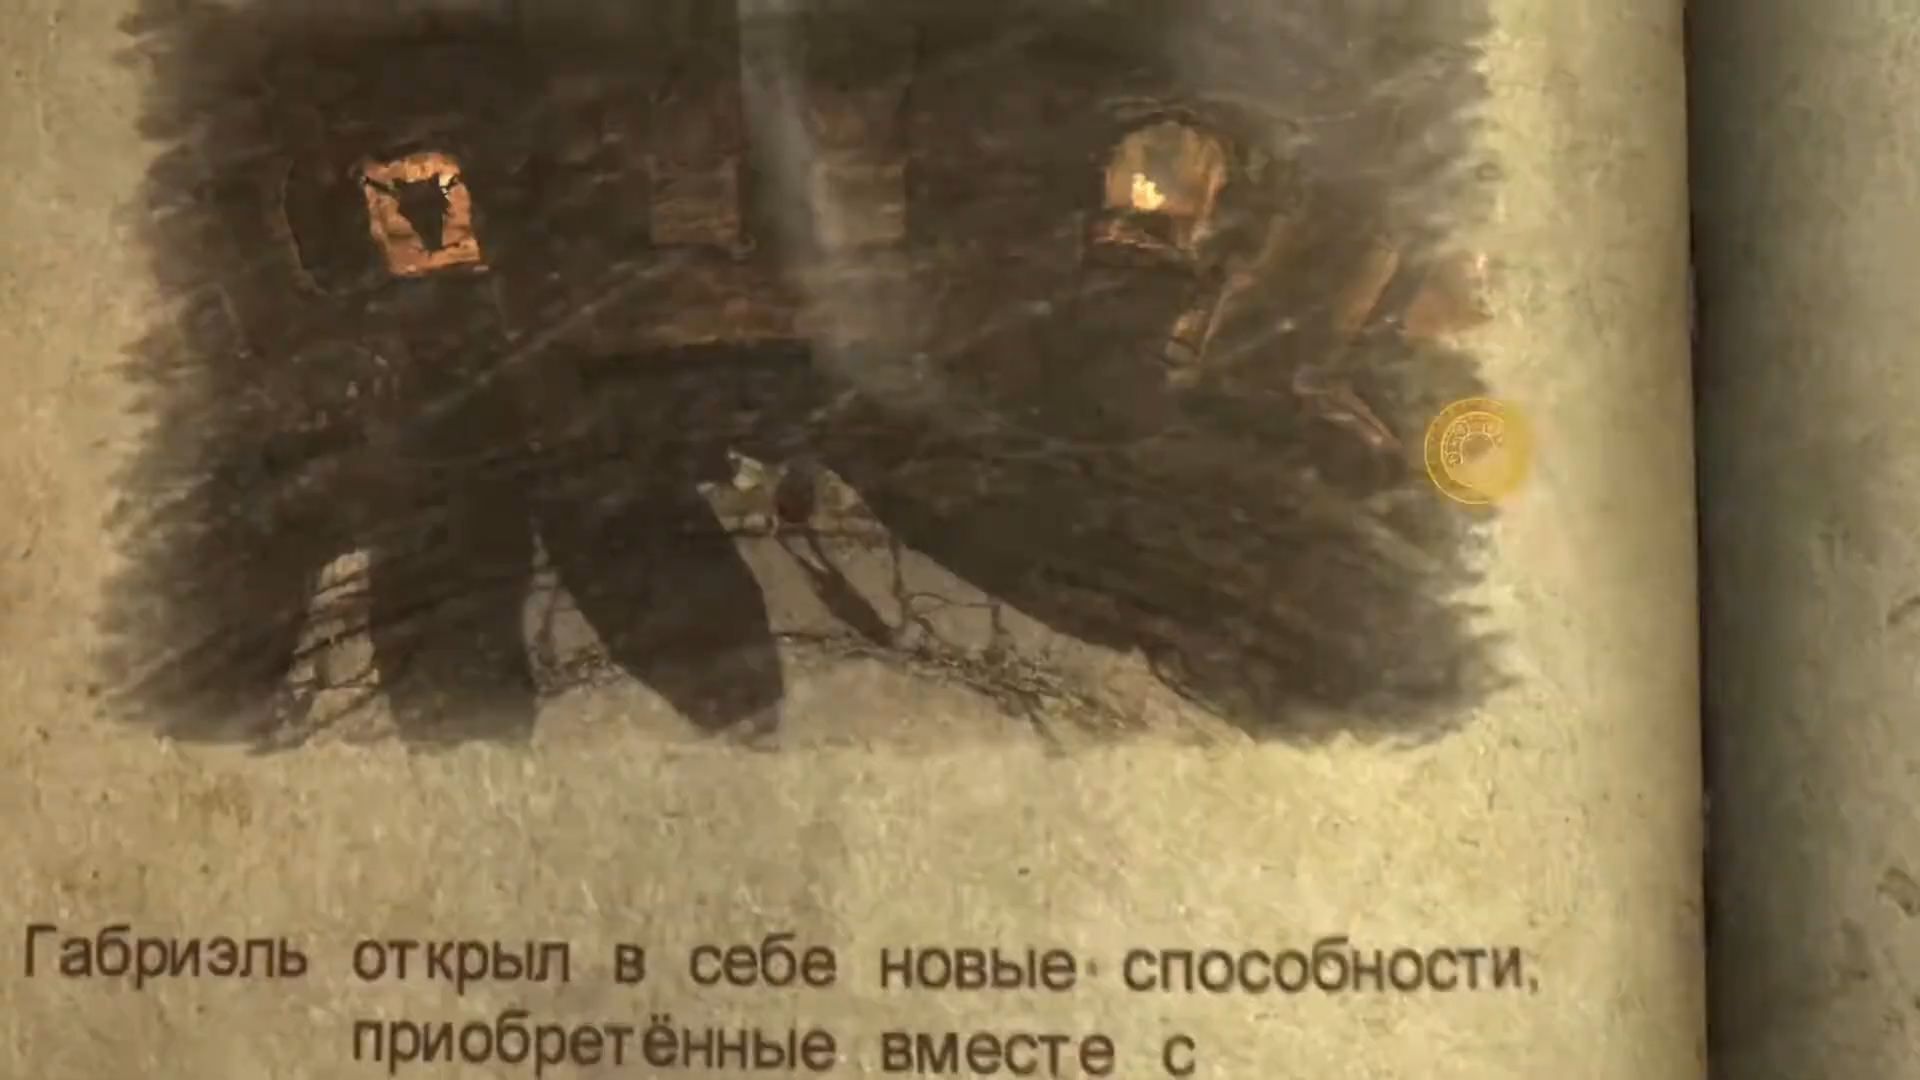 Габриэль открыл в себе новые способности,
приобретённые вместе с